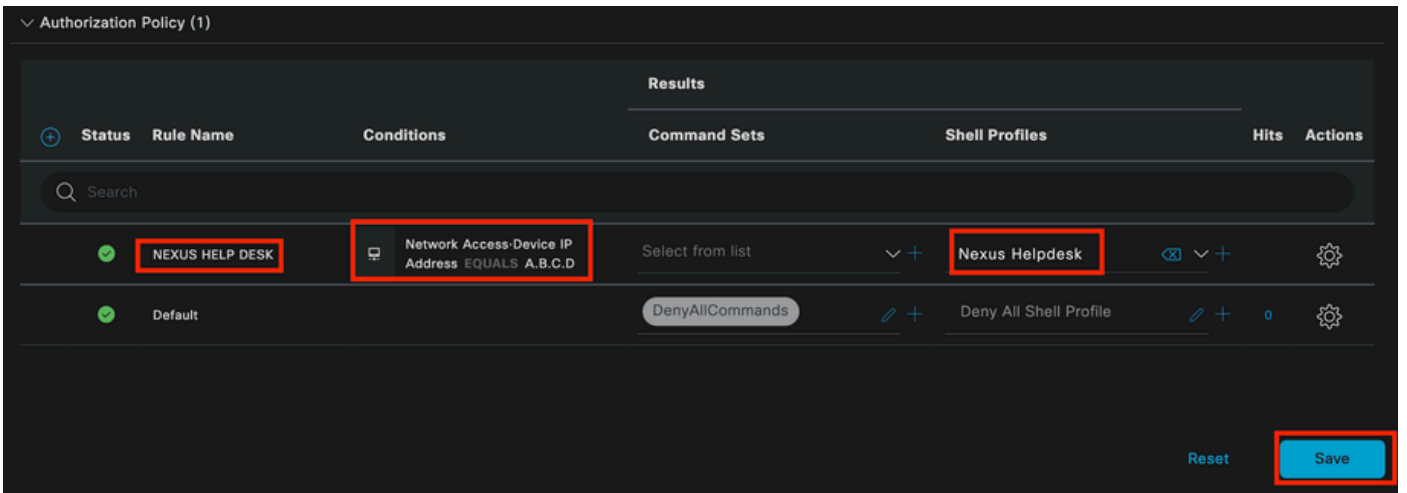 Authorization Policy (1)
Results
Status Rule Name Conditions Command Sets Shell Profiles Hits Actions
Search
NEXUS HELP DESK
Network Access·Device IP
Address EQUALS A.B.C.D
Select from list
Nexus Helpdesk
Default DenyAllCommands Deny All Shell Profile 0
Reset Save